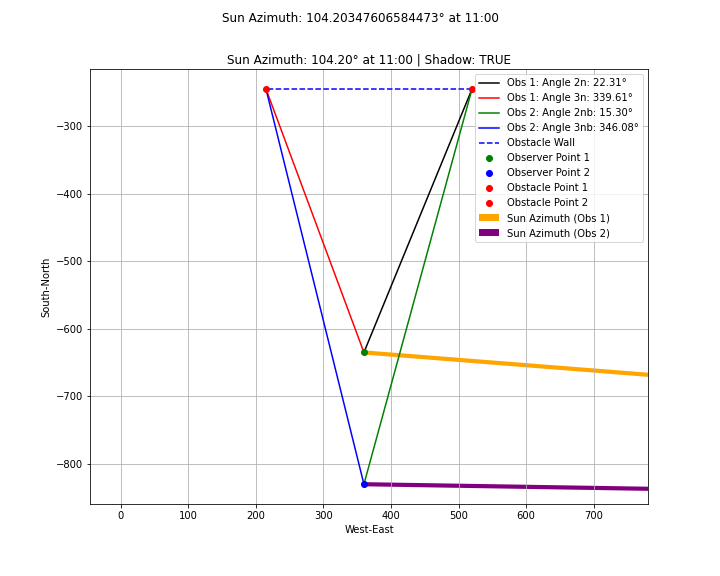 Sun Azimuth: 104.20347606584473° at 11:00
Sun Azimuth: 104.20° at 11:00 | Shadow: TRUE
Obs 1: Angle 2n: 22.31°
Obs 1: Angle 3n: 339.61°
Obs 2: Angle 2nb: 15.30°
Obs 2: Angle 3nb: 346.08°
Obstacle Wall
Observer Point 1
Observer Point 2
Obstacle Point 1
Obstacle Point 2
Sun Azimuth (Obs 1)
Sun Azimuth (Obs 2)
South-North
−300
−400
−500
−600
−700
−800
0 100 200 300 400 500 600 700
West-East